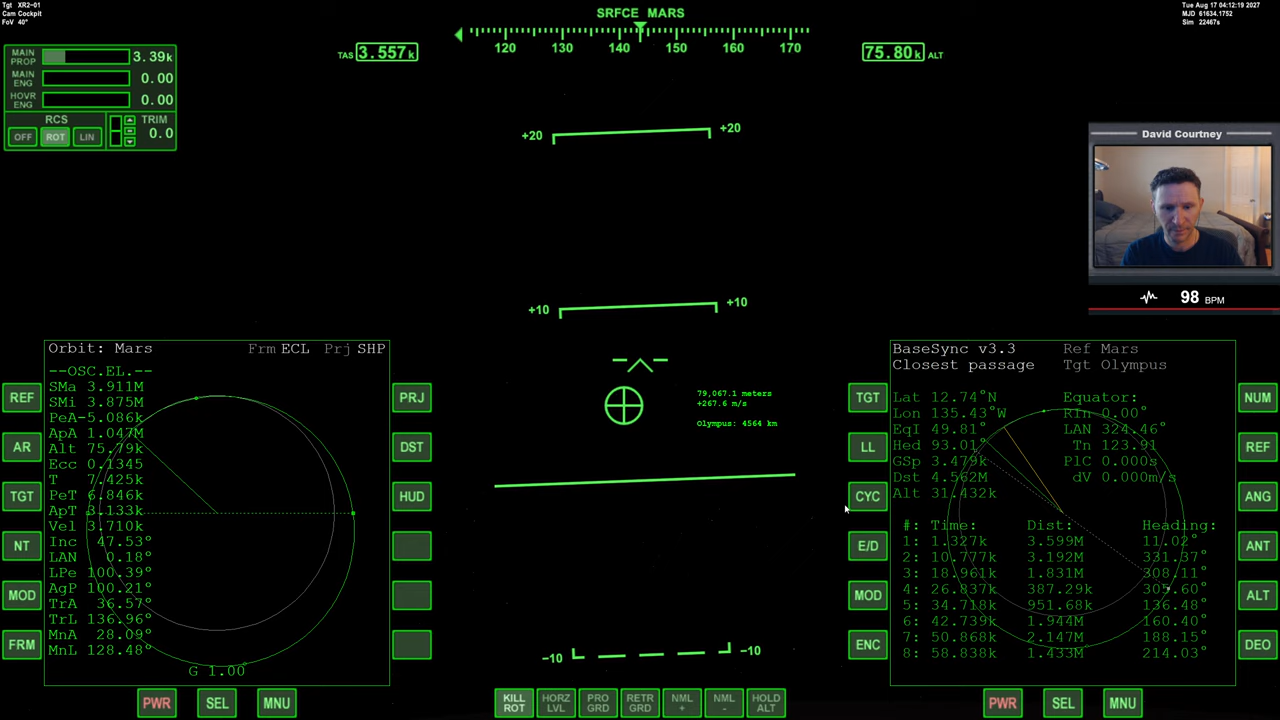 Tgt XR2-01
Cam Cockpit
FoV 40°
SRFCE MARS
Tue Aug 17 04:12:19 2027
MJD 61634.1752
Sim 22467s
120 130 140 150 160 170
TAS 3.557k
75.80k ALT
MAIN PROP 3.39k
MAIN ENG 0.00
HOVR ENG 0.00
RCS
TRIM
0.0
OFF ROT LIN
+20 +20
David Courtney
98 BPM
+10 +10
79,067.1 meters
+267.6 m/s
Olympus: 4564 km
-10 -10
Orbit: Mars Frm ECL Prj SHP
--OSC.EL.--
SMa 3.911M
SMi 3.875M
PeA-5.086k
ApA 1.047M
Alt 75.79k
Ecc 0.1345
T 7.425k
PeT 6.846k
ApT 3.133k
Vel 3.710k
Inc 47.53°
LAN 0.18°
LPe 100.39°
AgP 100.21°
TrA 36.57°
TrL 136.96°
MnA 28.09°
MnL 128.48°
G 1.00
REF
AR
TGT
NT
MOD
FRM
PRJ
DST
HUD
PWR SEL MNU
KILL ROT
HORZ LVL
PRO GRD
RETR GRD
NML +
NML -
HOLD ALT
BaseSync v3.3 Ref Mars
Closest passage Tgt Olympus
Lat 12.74°N Equator:
Lon 135.43°W RIn 0.00°
EqI 49.81° LAN 324.46°
Hed 93.01° Tn 123.91
GSp 3.479k PlC 0.000s
Dst 4.562M dV 0.000m/s
Alt 31.432k
#: Time: Dist: Heading:
1: 1.327k 3.599M 11.02°
2: 10.777k 3.192M 331.37°
3: 18.961k 1.831M 308.11°
4: 26.837k 387.29k 305.60°
5: 34.718k 951.68k 136.48°
6: 42.739k 1.944M 160.40°
7: 50.868k 2.147M 188.15°
8: 58.838k 1.433M 214.03°
TGT
LL
CYC
E/D
MOD
ENC
NUM
REF
ANG
ANT
ALT
DEO
PWR SEL MNU